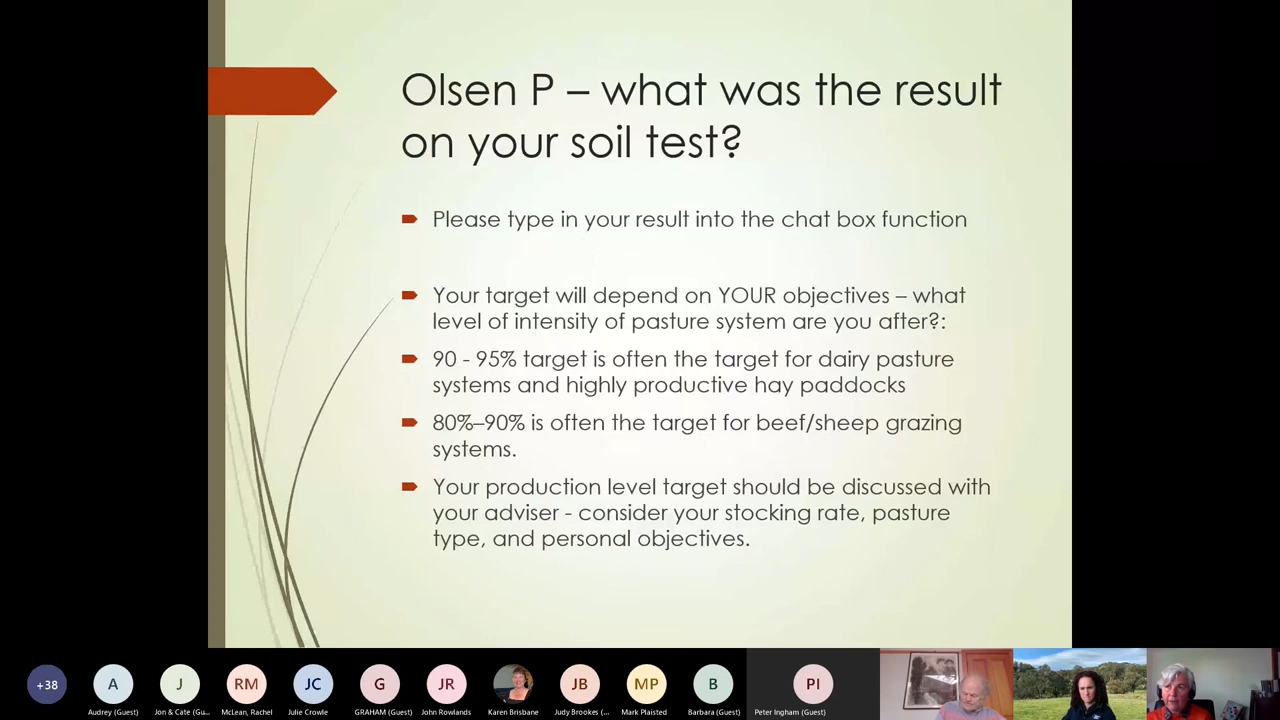 Olsen P – what was the result
on your soil test?
Please type in your result into the chat box function
Your target will depend on YOUR objectives – what
level of intensity of pasture system are you after?:
90 - 95% target is often the target for dairy pasture
systems and highly productive hay paddocks
80%–90% is often the target for beef/sheep grazing
systems.
Your production level target should be discussed with
your adviser - consider your stocking rate, pasture
type, and personal objectives.
+38
A
J
RM
JC
G
JR
JB
MP
B
PI
Audrey (Guest)
Jon & Cate (Gu...
McLean, Rachel
Julie Crowle
GRAHAM (Guest)
John Rowlands
Karen Brisbane
Judy Brookes (...
Mark Plaisted
Barbara (Guest)
Peter Ingham (Guest)